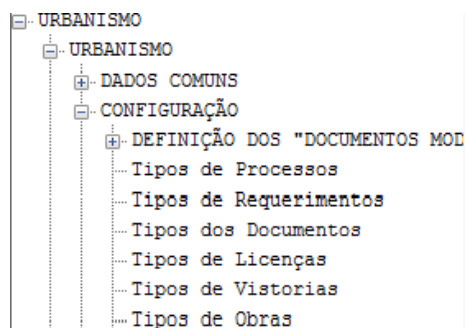 URBANISMO
URBANISMO
DADOS COMUNS
CONFIGURAÇÃO
DEFINIÇÃO DOS "DOCUMENTOS MOD
Tipos de Processos
Tipos de Requerimentos
Tipos dos Documentos
Tipos de Licenças
Tipos de Vistorias
Tipos de Obras